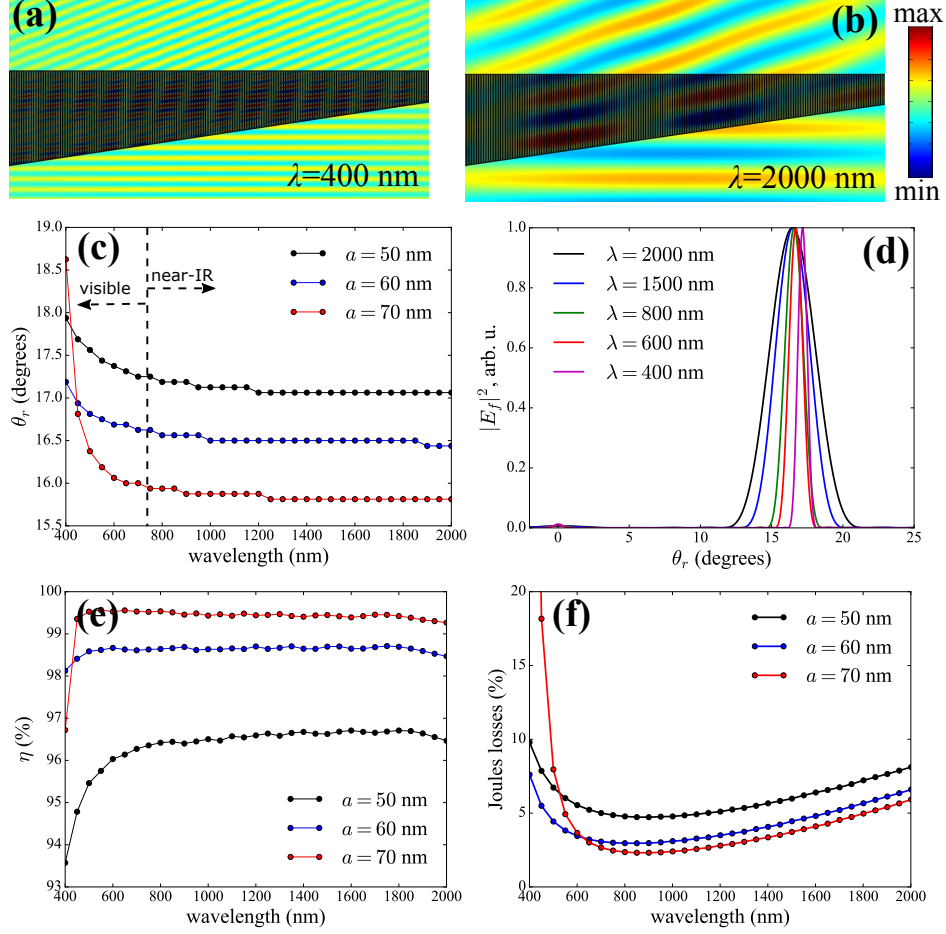 (a)
λ=400 nm
(b)
λ=2000 nm
max
min
(c)
19.0
18.5
18.0
17.5
17.0
16.5
16.0
15.5
θr (degrees)
visible
near-IR
a = 50 nm
a = 60 nm
a = 70 nm
400 600 800 1000 1200 1400 1600 1800 2000
wavelength (nm)
(d)
1.0
0.8
0.6
0.4
0.2
0.0
|Ef|², arb. u.
λ = 2000 nm
λ = 1500 nm
λ = 800 nm
λ = 600 nm
λ = 400 nm
0 5 10 15 20 25
θr (degrees)
(e)
100
99
98
96
95
94
93
η (%)
a = 50 nm
a = 60 nm
a = 70 nm
400 600 800 1000 1200 1400 1600 1800 2000
wavelength (nm)
(f)
20
15
10
5
0
Joules losses (%)
a = 50 nm
a = 60 nm
a = 70 nm
400 600 800 1000 1200 1400 1600 1800 2000
wavelength (nm)